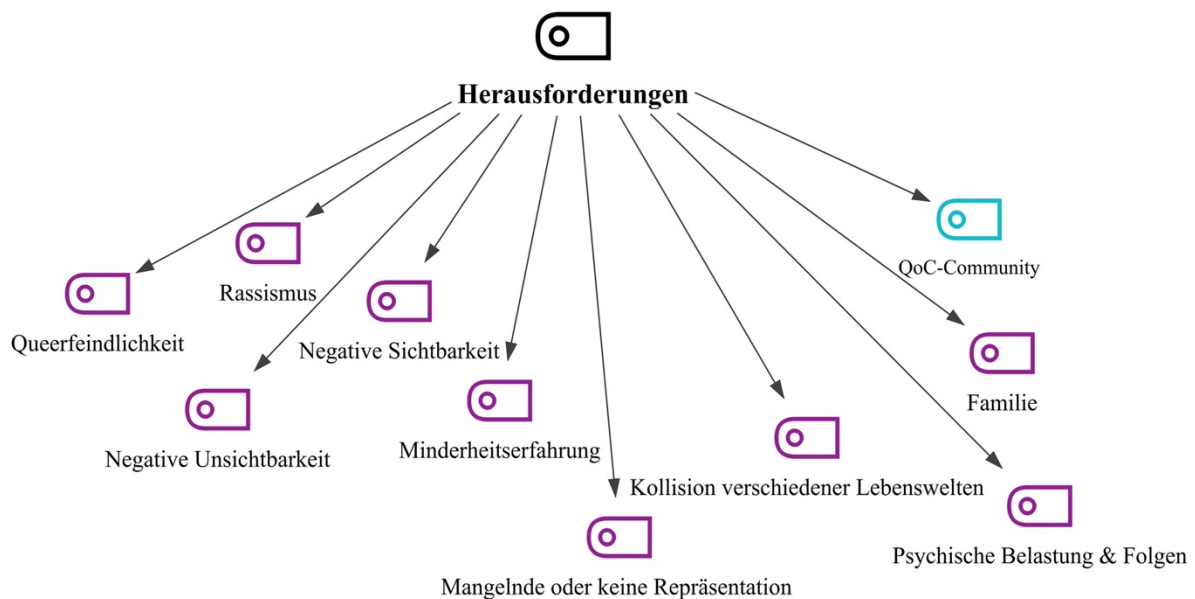 Herausforderungen
QoC-Community
Rassismus
Queerfeindlichkeit
Negative Sichtbarkeit
Familie
Minderheitserfahrung
Negative Unsichtbarkeit
Kollision verschiedener Lebenswelten
Psychische Belastung & Folgen
Mangelnde oder keine Repräsentation